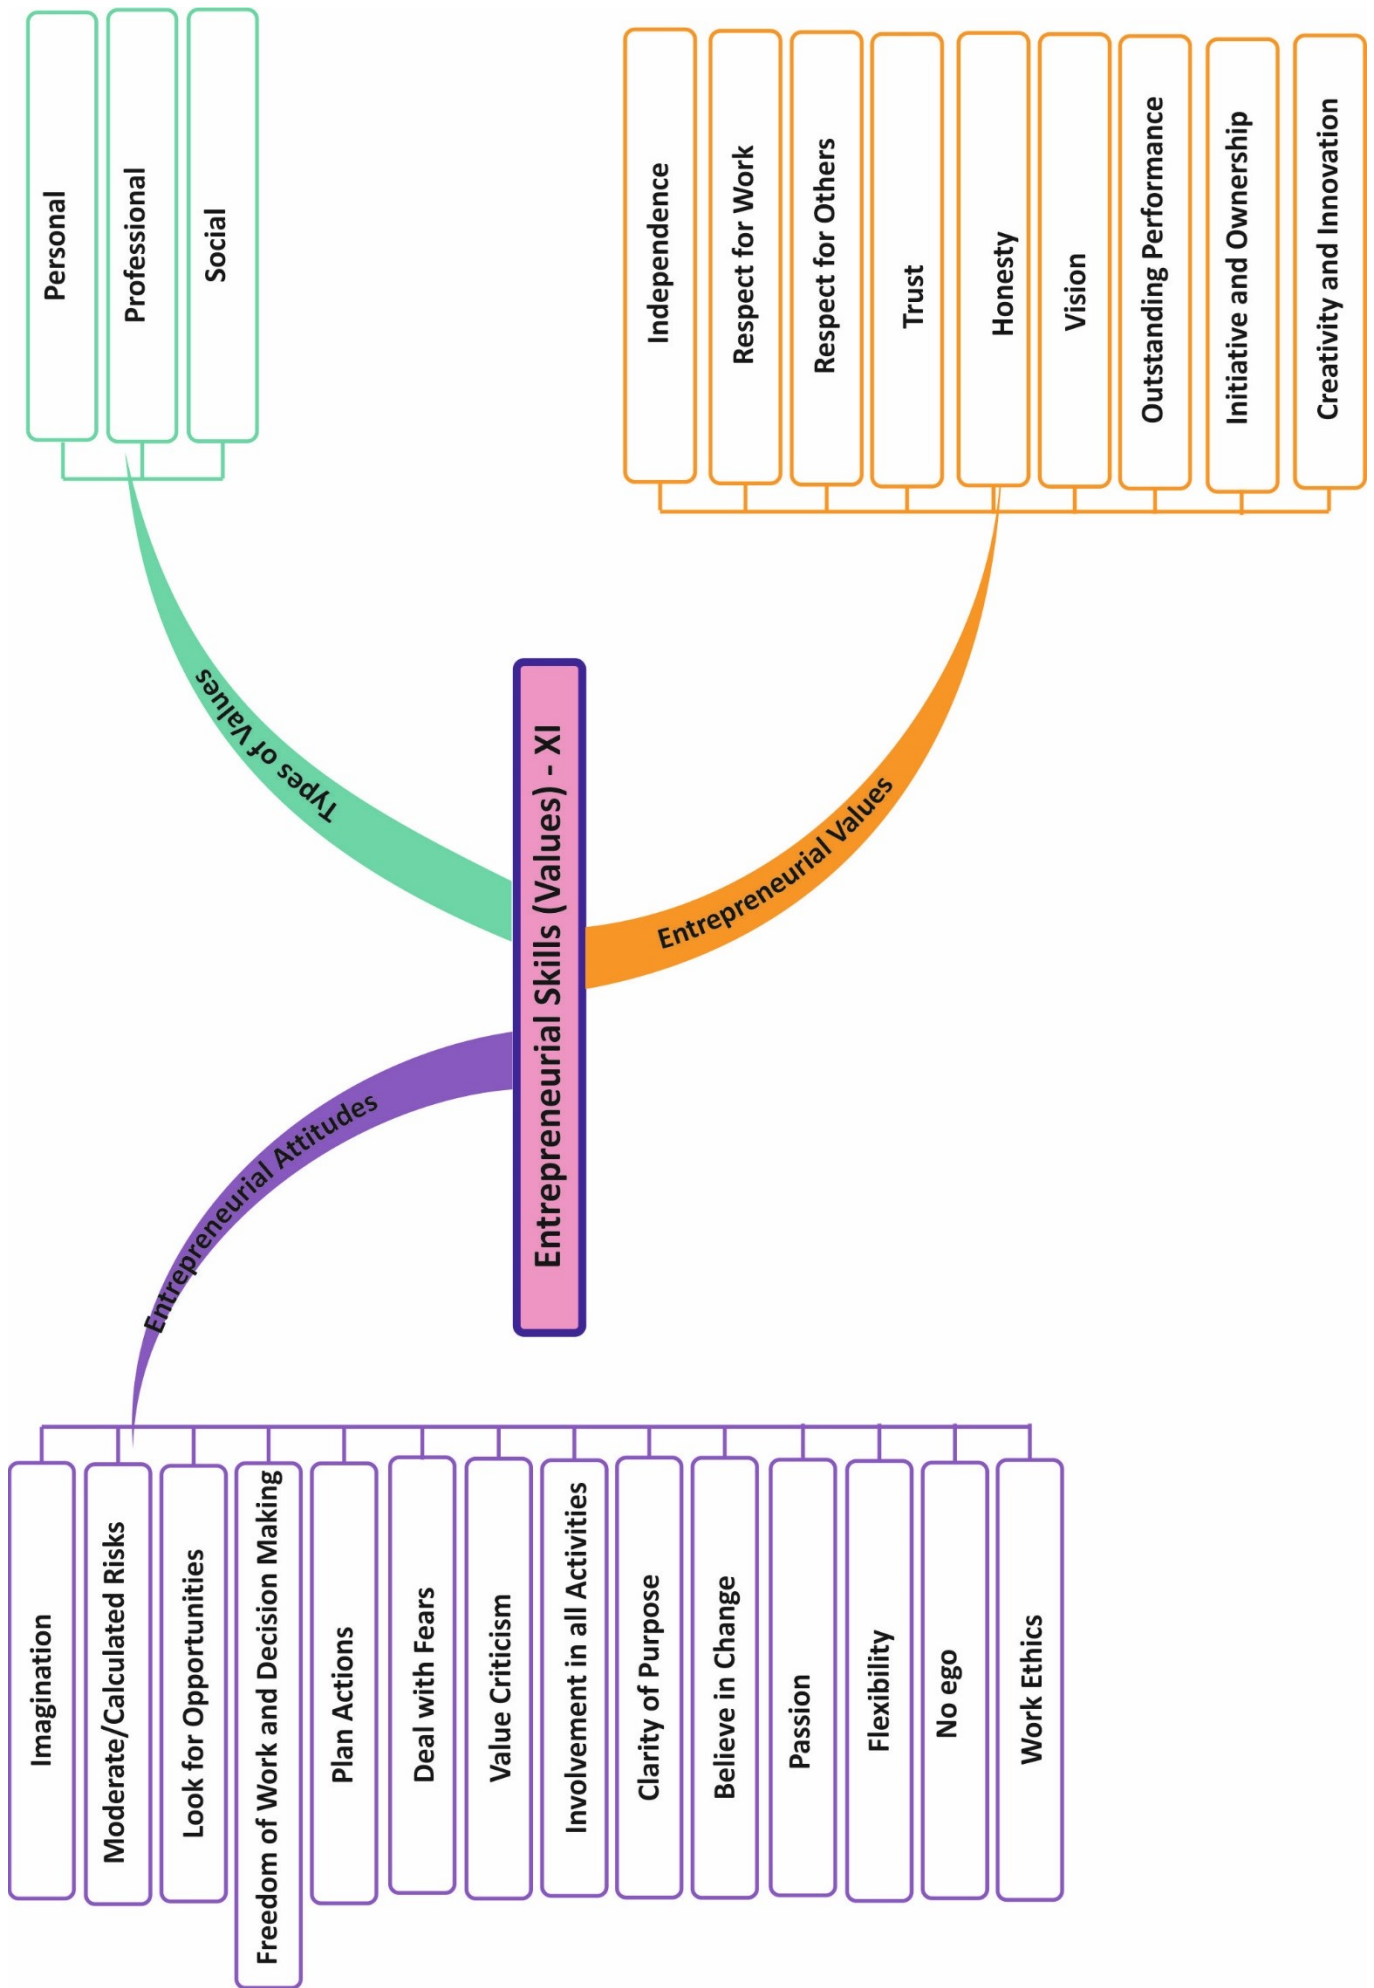 Entrepreneurial Skills (Values) - XI
Types of Values
Personal
Professional
Social
Entrepreneurial Values
Independence
Respect for Work
Respect for Others
Trust
Honesty
Vision
Outstanding Performance
Initiative and Ownership
Creativity and Innovation
Entrepreneurial Attitudes
Imagination
Moderate/Calculated Risks
Look for Opportunities
Freedom of Work and Decision Making
Plan Actions
Deal with Fears
Value Criticism
Involvement in all Activities
Clarity of Purpose
Believe in Change
Passion
Flexibility
No ego
Work Ethics